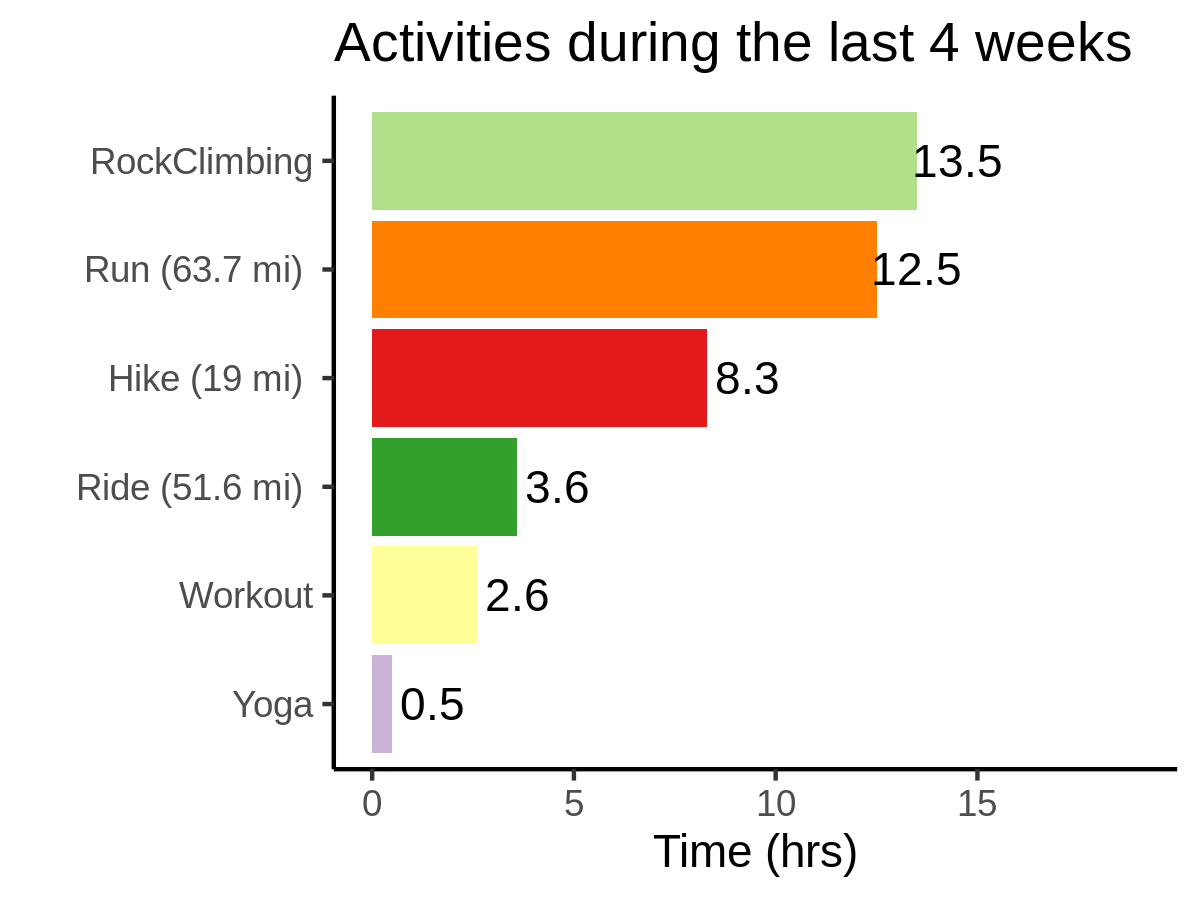 Activities during the last 4 weeks
RockClimbing 13.5
Run (63.7 mi) 12.5
Hike (19 mi) 8.3
Ride (51.6 mi) 3.6
Workout 2.6
Yoga 0.5
0 5 10 15
Time (hrs)